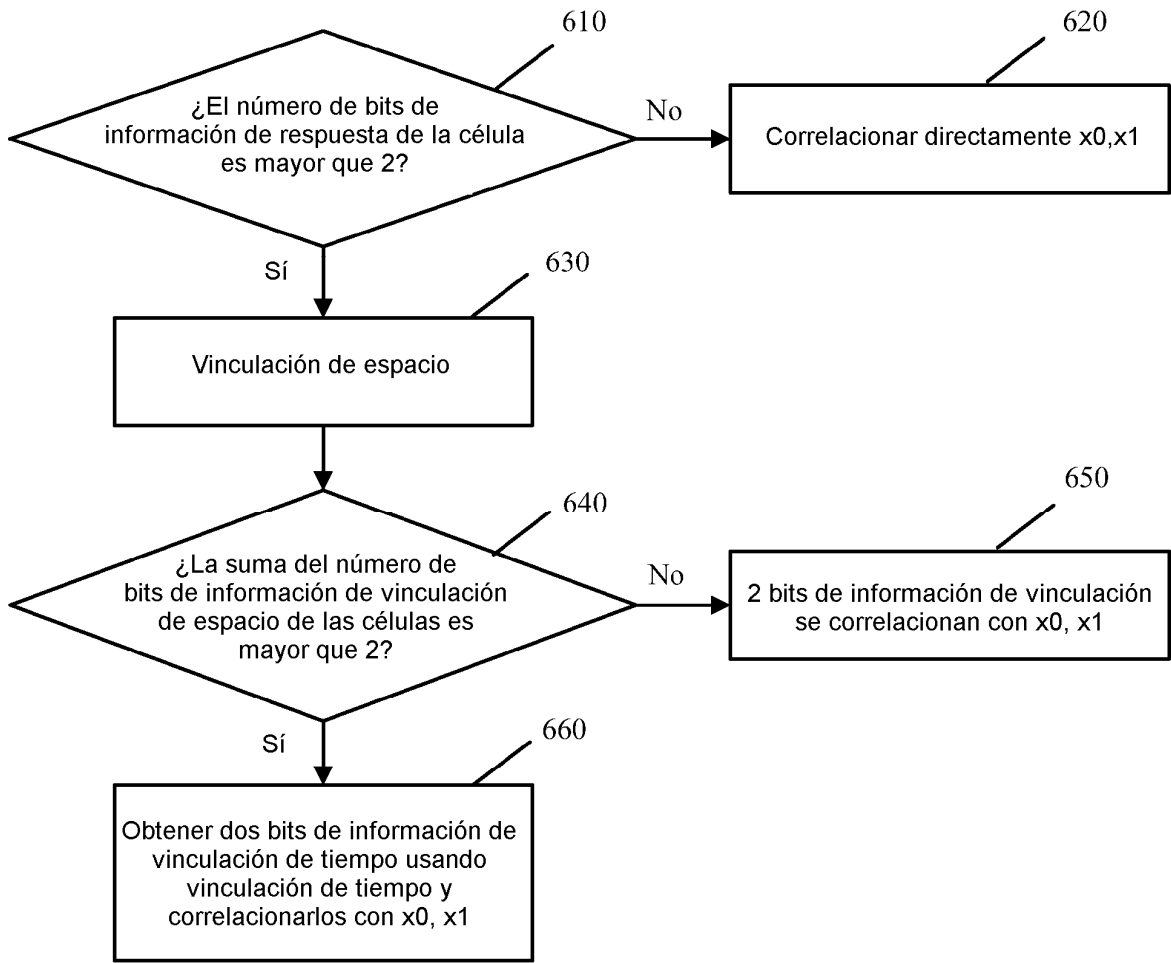 610
620
¿El número de bits de
información de respuesta de la célula
es mayor que 2?
No
Correlacionar directamente x0,x1
Sí
630
Vinculación de espacio
640
650
¿La suma del número de
bits de información de vinculación
de espacio de las células es
mayor que 2?
No
2 bits de información de vinculación
se correlacionan con x0, x1
Sí
660
Obtener dos bits de información de
vinculación de tiempo usando
vinculación de tiempo y
correlacionarlos con x0, x1